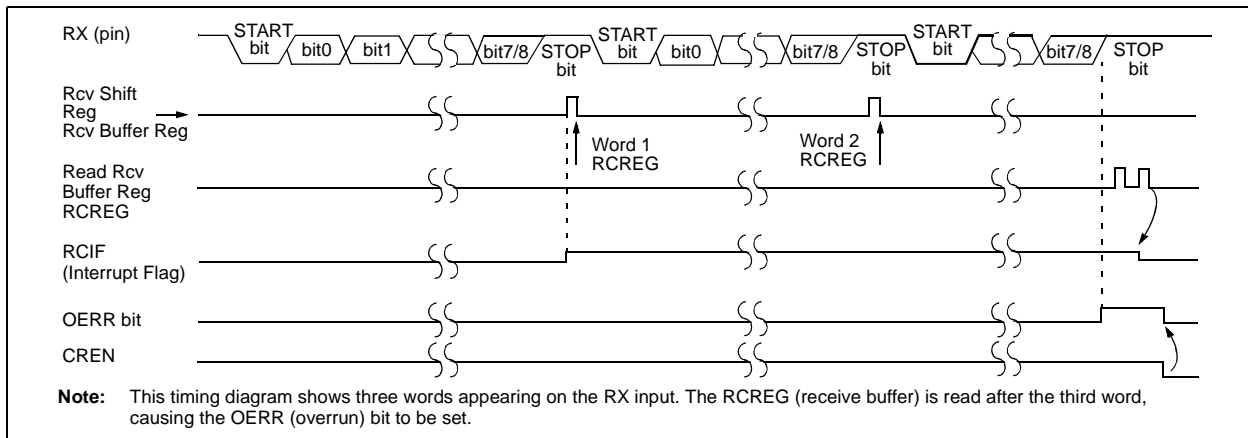 RX (pin)
START
bit
bit0
bit1
bit7/8
STOP
bit
START
bit
bit0
bit7/8
STOP
bit
START
bit
bit7/8
STOP
bit
Rcv Shift
Reg
Rcv Buffer Reg
Word 1
RCREG
Word 2
RCREG
Read Rcv
Buffer Reg
RCREG
RCIF
(Interrupt Flag)
OERR bit
CREN
Note: This timing diagram shows three words appearing on the RX input. The RCREG (receive buffer) is read after the third word,
causing the OERR (overrun) bit to be set.